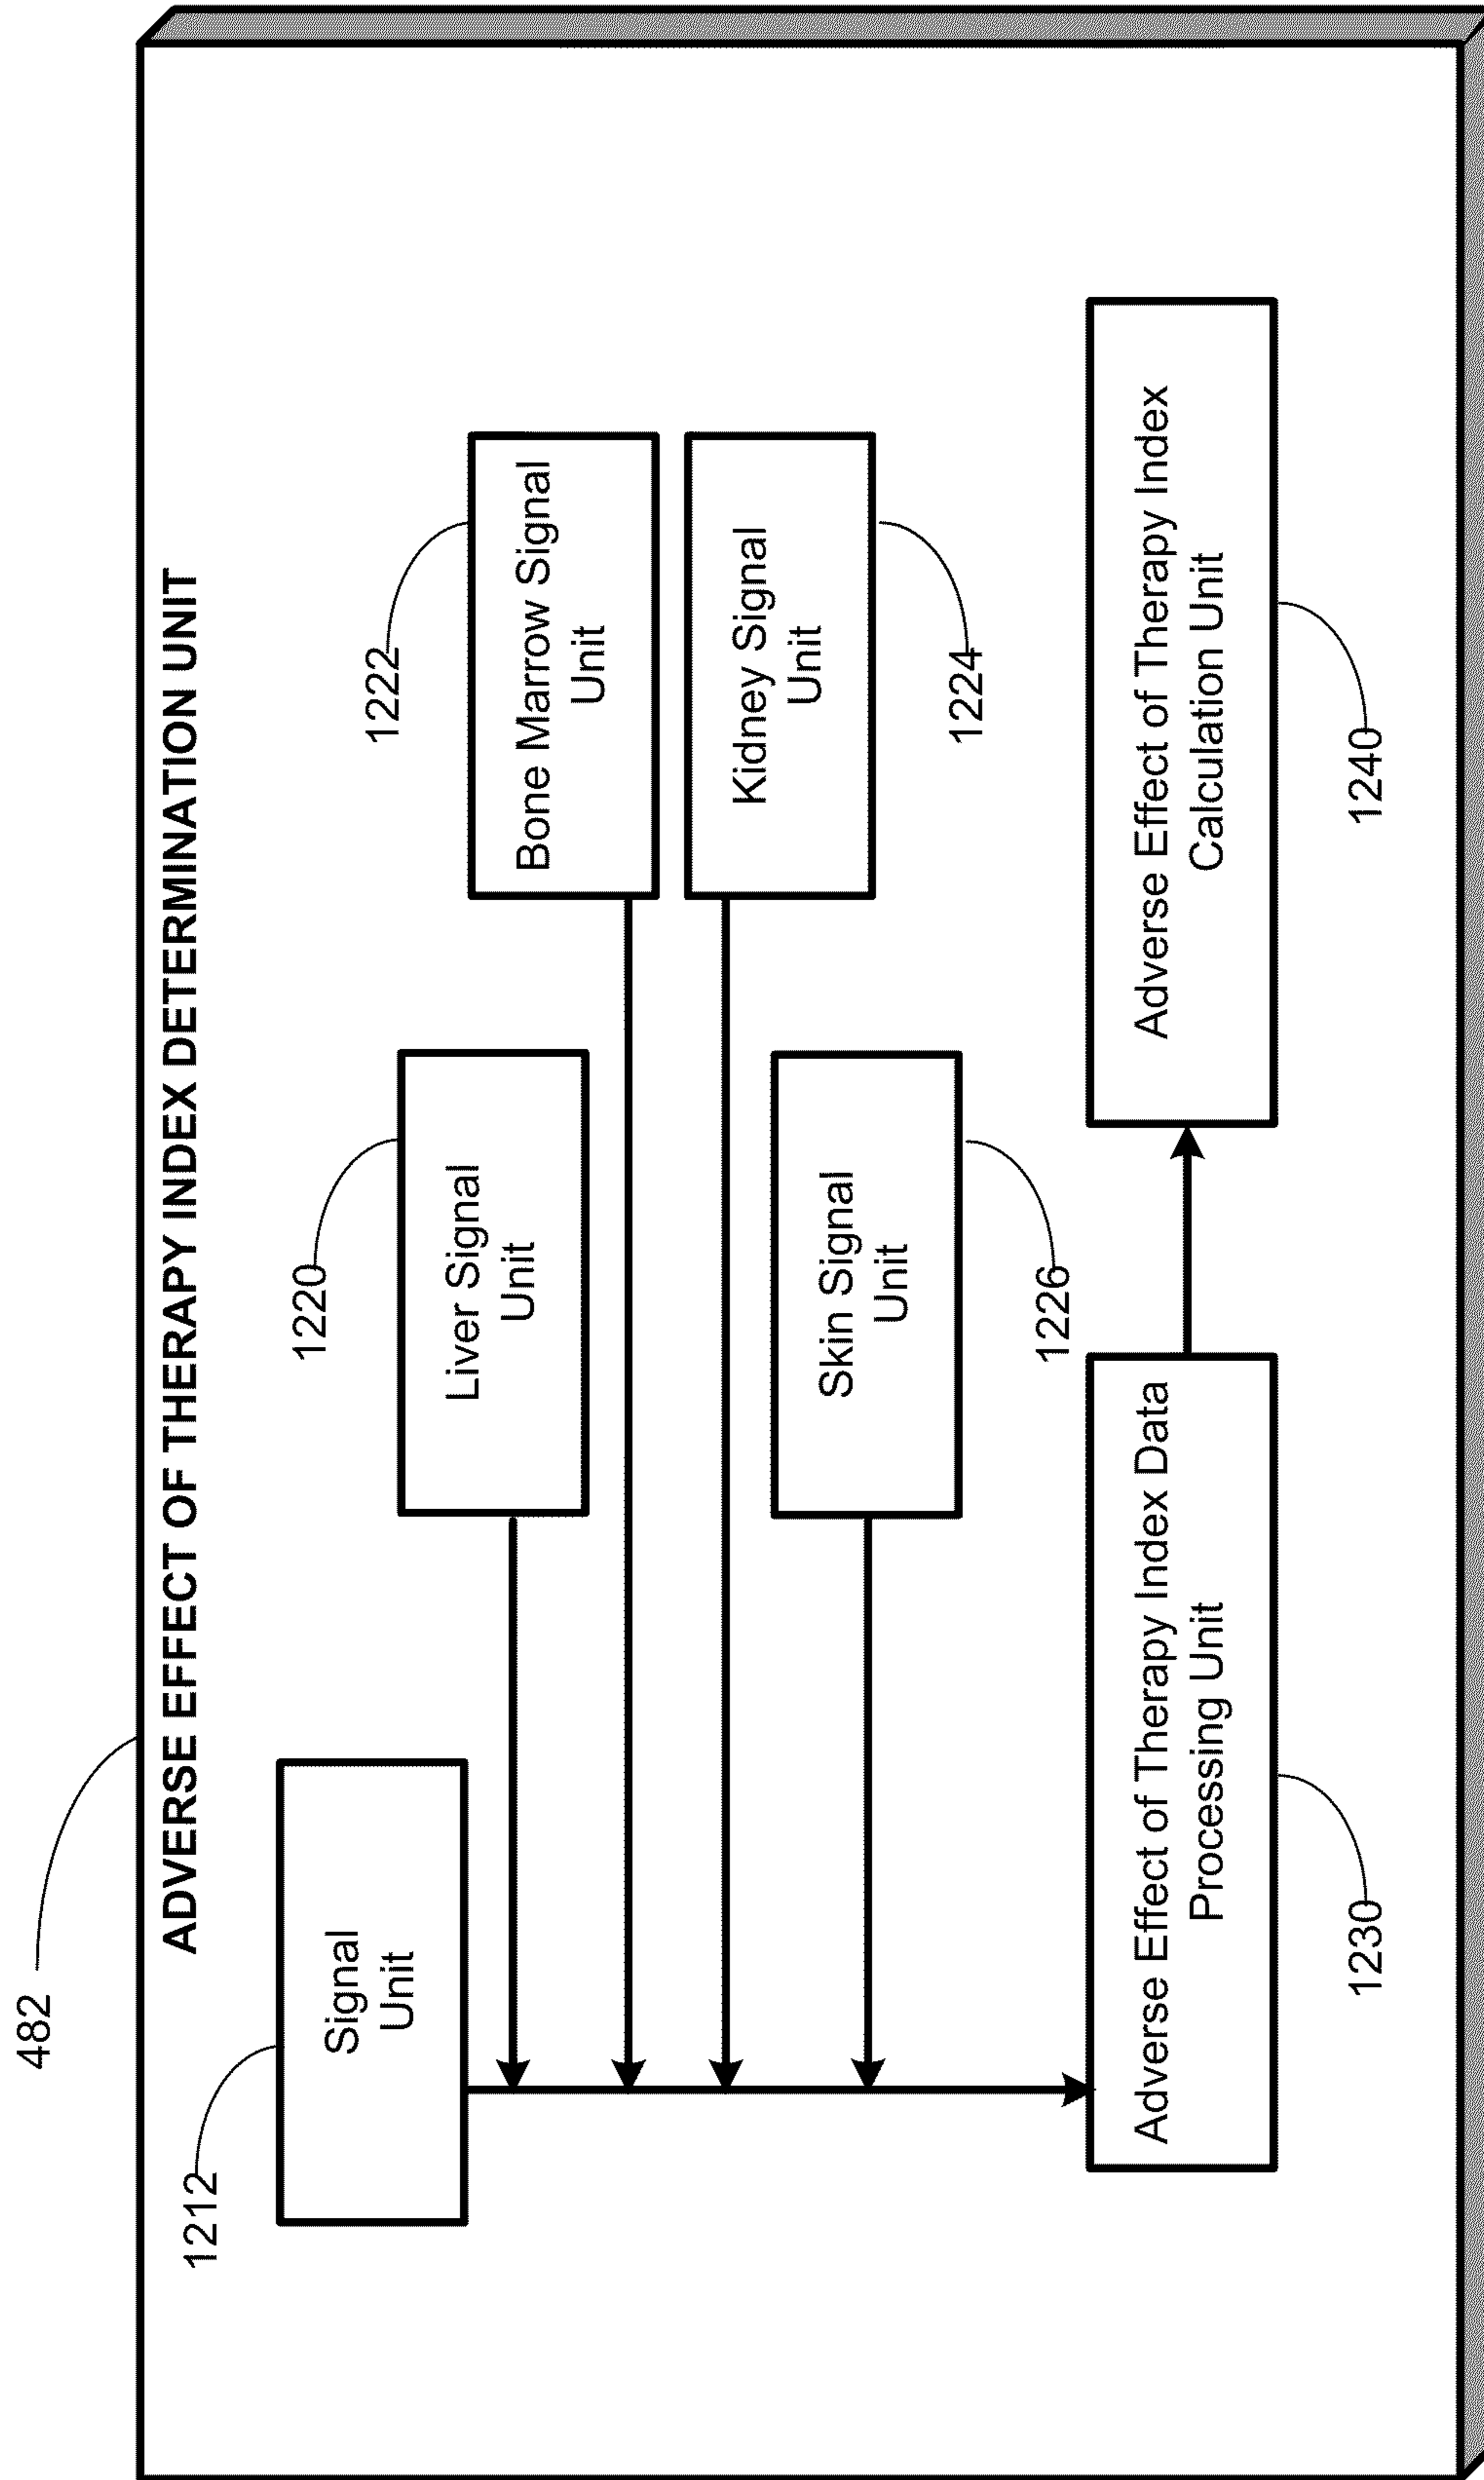 482
ADVERSE EFFECT OF THERAPY INDEX DETERMINATION UNIT
1212
Signal
Unit
1220
Liver Signal
Unit
1222
Bone Marrow Signal
Unit
Kidney Signal
Unit
1224
Skin Signal
Unit
1226
Adverse Effect of Therapy Index Data
Processing Unit
1230
Adverse Effect of Therapy Index
Calculation Unit
1240